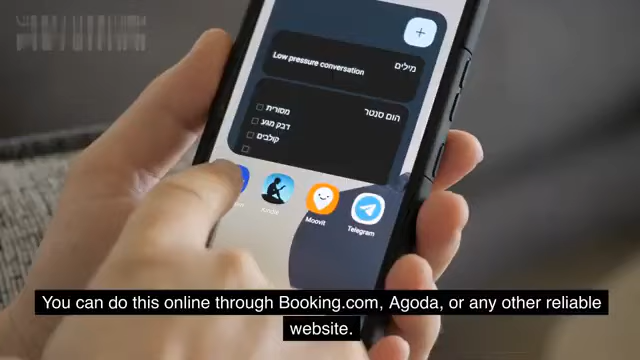 +
מילים
Low pressure conversation
הום סנטר
מסורית
דבק מגע
קולבים
Kindle
Moovit
Telegram
You can do this online through Booking.com, Agoda, or any other reliable
website.